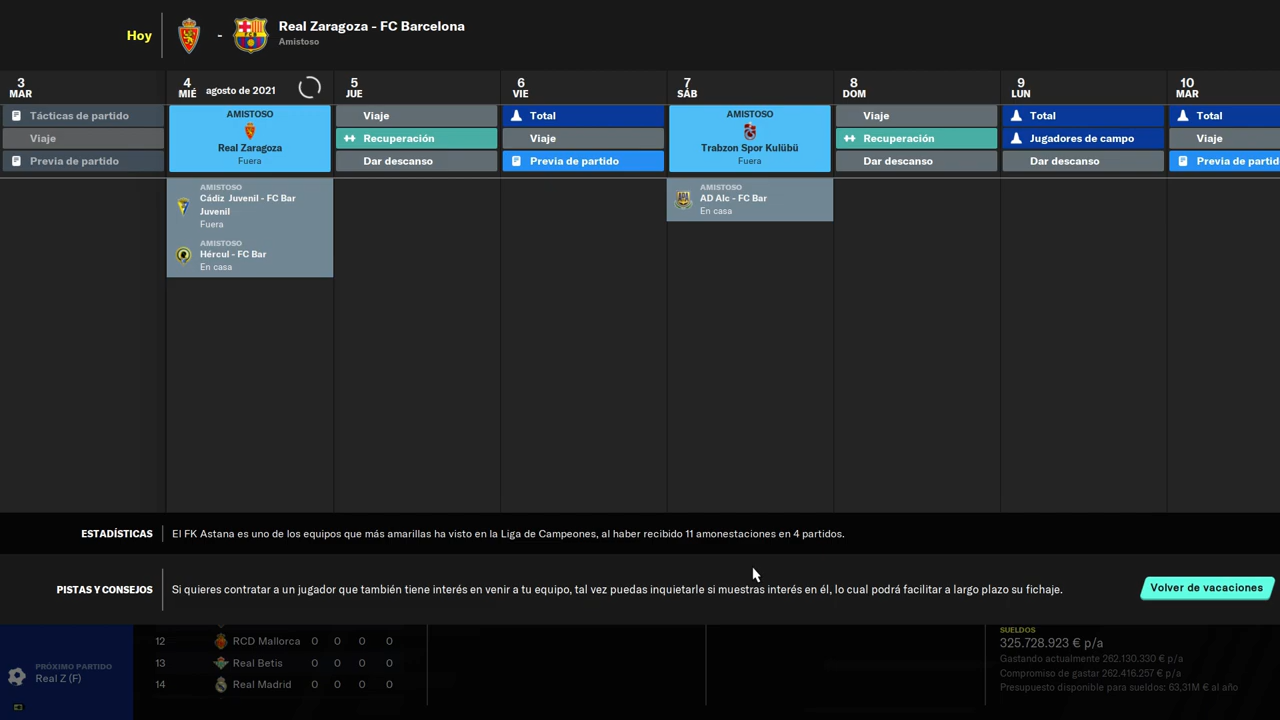 Hoy
-
Real Zaragoza - FC Barcelona
Amistoso
3
MAR
4
MIÉ
agosto de 2021
5
JUE
6
VIE
7
SÁB
8
DOM
9
LUN
10
MAR
Tácticas de partido
Viaje
Previa de partido
AMISTOSO
Real Zaragoza
Fuera
Viaje
Recuperación
Dar descanso
Total
Viaje
Previa de partido
AMISTOSO
Trabzon Spor Kulübü
Fuera
Viaje
Recuperación
Dar descanso
Total
Jugadores de campo
Dar descanso
Total
Viaje
Previa de partid
AMISTOSO
Cádiz Juvenil - FC Bar
Juvenil
Fuera
AMISTOSO
Hércul - FC Bar
En casa
AMISTOSO
AD Alc - FC Bar
En casa
ESTADÍSTICAS
El FK Astana es uno de los equipos que más amarillas ha visto en la Liga de Campeones, al haber recibido 11 amonestaciones en 4 partidos.
PISTAS Y CONSEJOS
Si quieres contratar a un jugador que también tiene interés en venir a tu equipo, tal vez puedas inquietarle si muestras interés en él, lo cual podrá facilitar a largo plazo su fichaje.
Volver de vacaciones
PRÓXIMO PARTIDO
Real Z (F)
12 RCD Mallorca 0 0 0 0
13 Real Betis 0 0 0 0
14 Real Madrid 0 0 0 0
SUELDOS
325.728.923 € p/a
Gastando actualmente 262.130.330 € p/a
Compromiso de gastar 262.416.257 € p/a
Presupuesto disponible para sueldos: 63,31M € al año